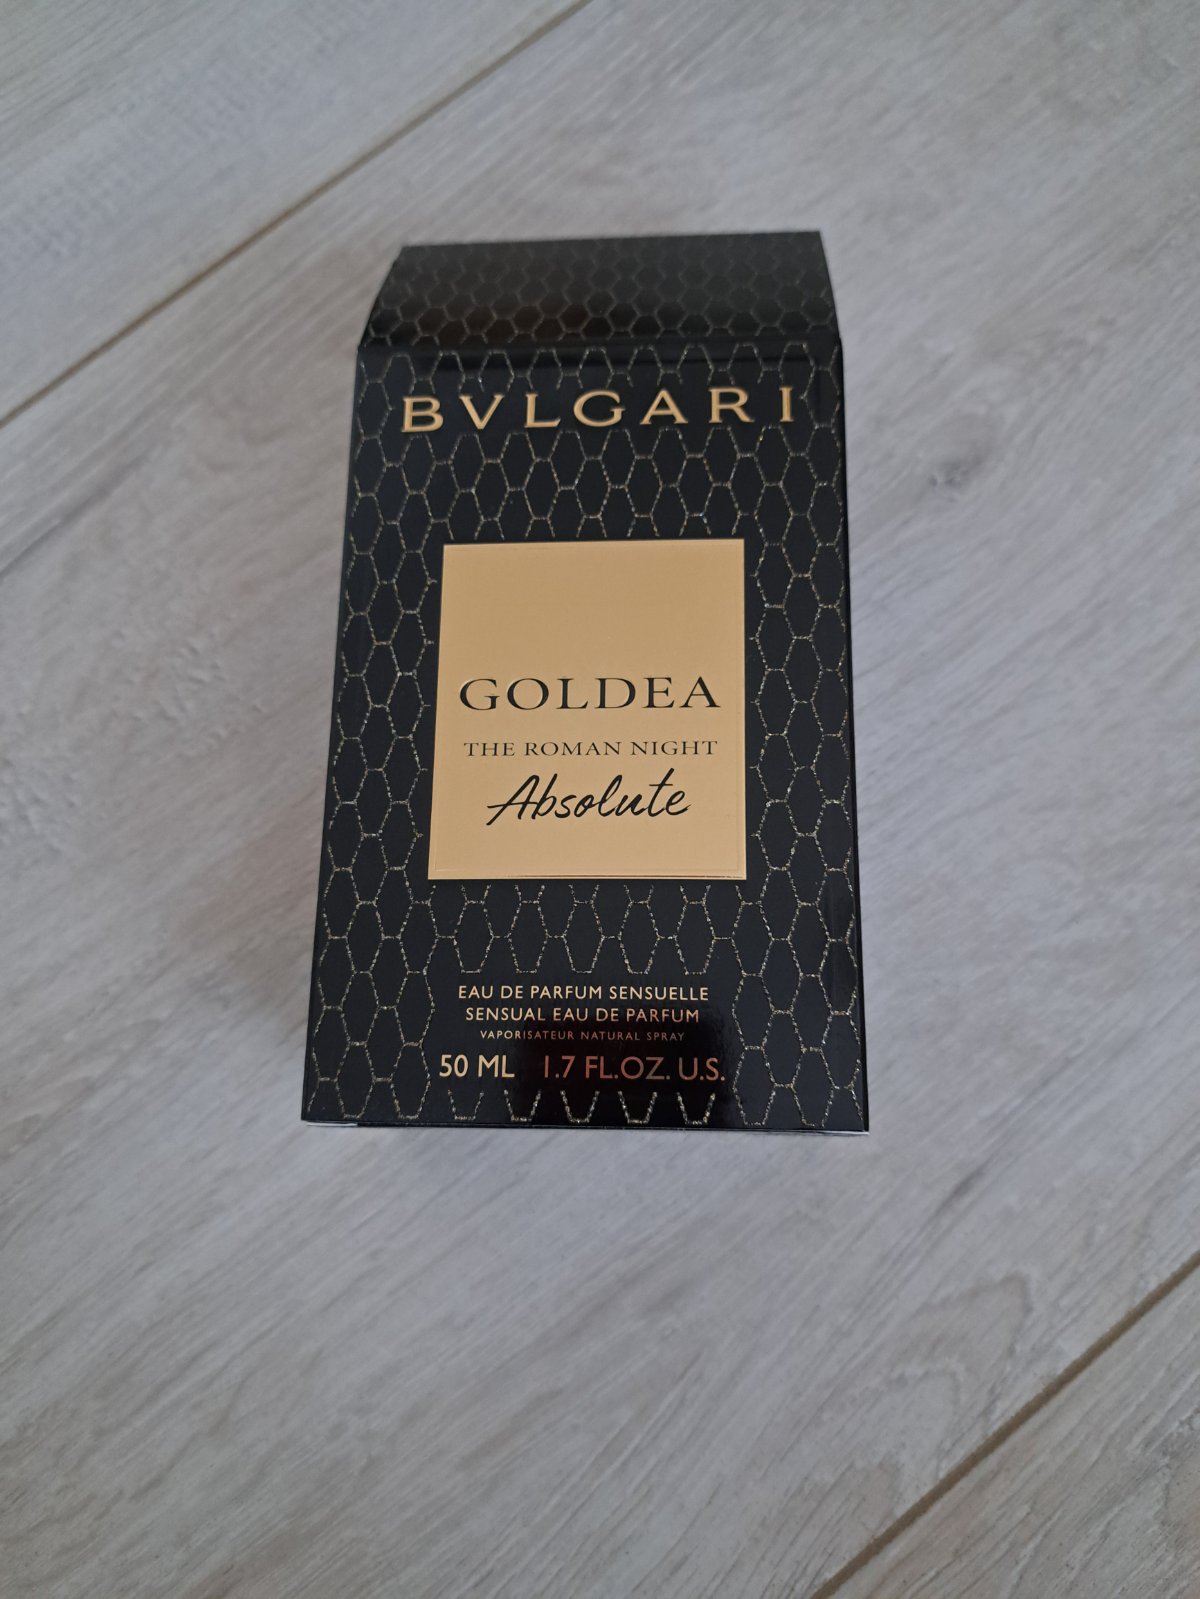 BVLGARI
GOLDEA
THE ROMAN NIGHT
Absolute
EAU DE PARFUM SENSUELLE
SENSUAL EAU DE PARFUM
VAPORISATEUR NATURAL SPRAY
50 ML 1.7 FL.OZ. U.S.